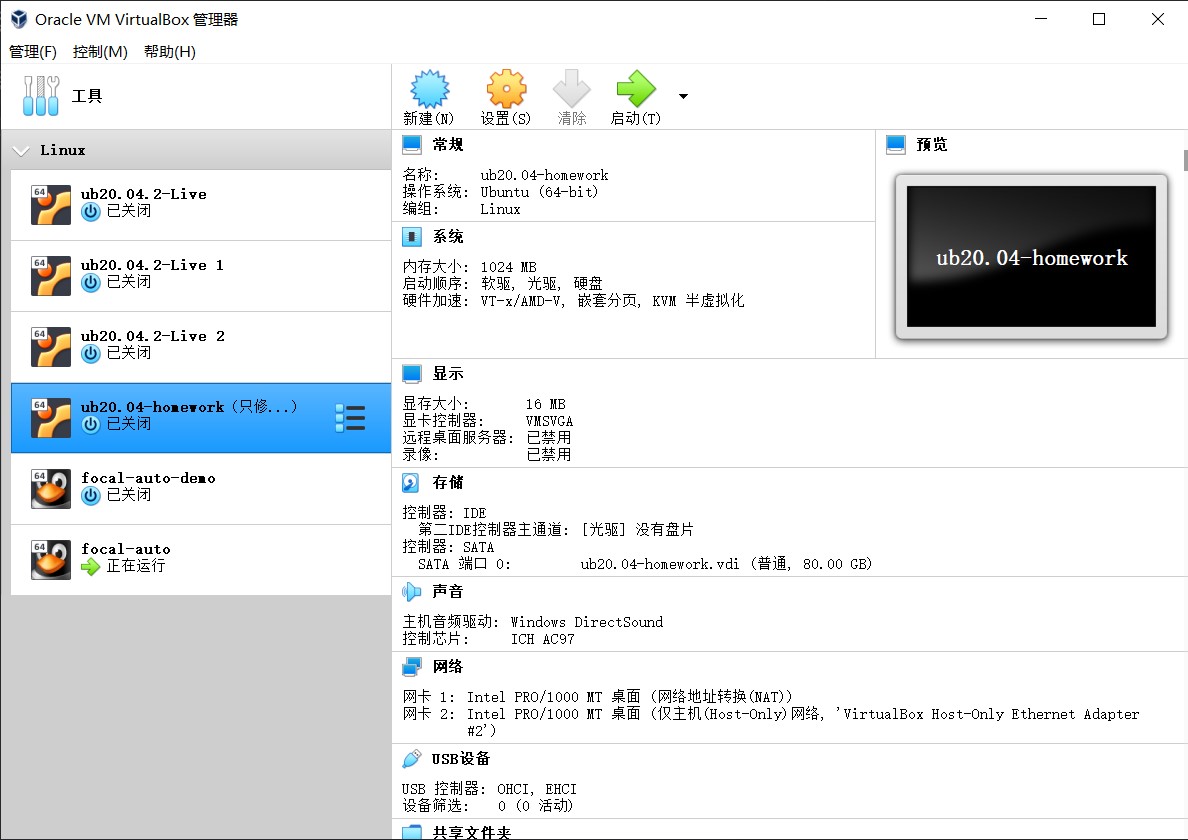 Oracle VM VirtualBox 管理器
管理(F) 控制(M) 帮助(H)
工具
新建(N) 设置(S) 清除 启动(T)
Linux
64
ub20.04.2-Live
已关闭
64
ub20.04.2-Live 1
已关闭
64
ub20.04.2-Live 2
已关闭
64
ub20.04-homework (只修...)
已关闭
64
focal-auto-demo
已关闭
64
focal-auto
正在运行
常规
名称: ub20.04-homework
操作系统: Ubuntu (64-bit)
编组: Linux
系统
内存大小: 1024 MB
启动顺序: 软驱, 光驱, 硬盘
硬件加速: VT-x/AMD-V, 嵌套分页, KVM 半虚拟化
预览
ub20.04-homework
显示
显存大小: 16 MB
显卡控制器: VMSVGA
远程桌面服务器: 已禁用
录像: 已禁用
存储
控制器: IDE
第二IDE控制器主通道: [光驱] 没有盘片
控制器: SATA
SATA 端口 0: ub20.04-homework.vdi (普通, 80.00 GB)
声音
主机音频驱动: Windows DirectSound
控制芯片: ICH AC97
网络
网卡 1: Intel PRO/1000 MT 桌面 (网络地址转换(NAT))
网卡 2: Intel PRO/1000 MT 桌面 (仅主机(Host-Only)网络, 'VirtualBox Host-Only Ethernet Adapter
#2')
USB设备
USB 控制器: OHCI, EHCI
设备筛选: 0 (0 活动)
共享文件夹